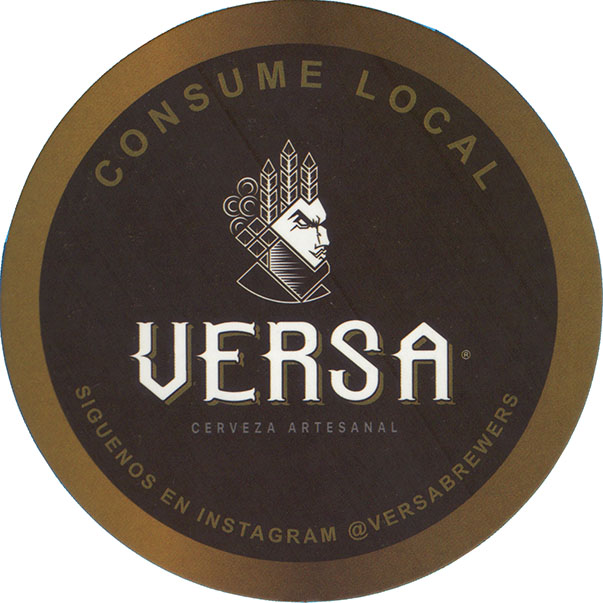 CONSUME LOCAL
VERSA®
CERVEZA ARTESANAL
SIGUENOS EN INSTAGRAM @VERSABREWERS